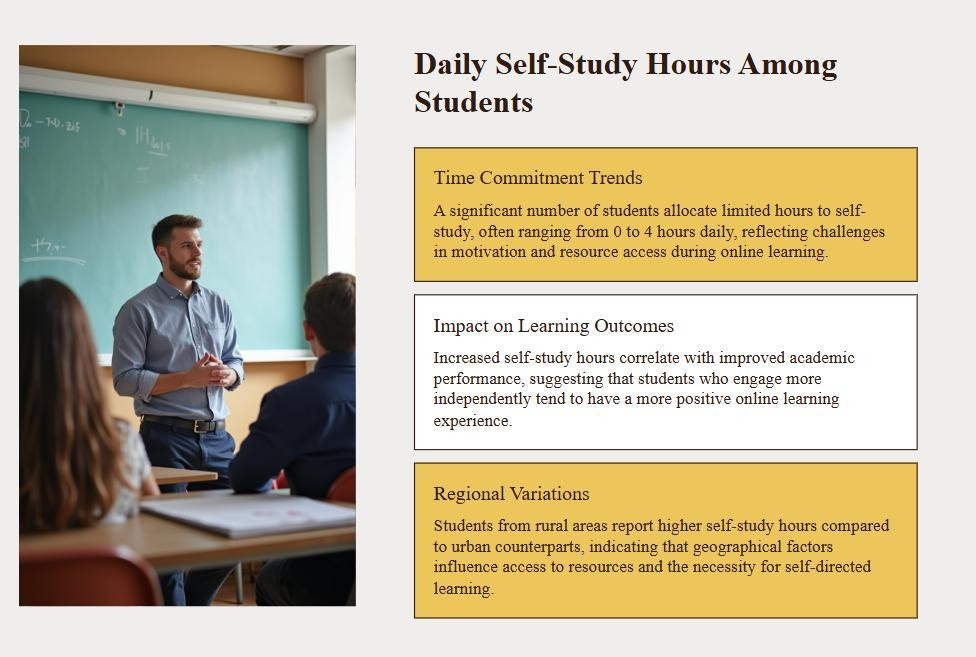 Daily Self-Study Hours Among
Students
Time Commitment Trends
A significant number of students allocate limited hours to self-
study, often ranging from 0 to 4 hours daily, reflecting challenges
in motivation and resource access during online learning.
Impact on Learning Outcomes
Increased self-study hours correlate with improved academic
performance, suggesting that students who engage more
independently tend to have a more positive online learning
experience.
Regional Variations
Students from rural areas report higher self-study hours compared
to urban counterparts, indicating that geographical factors
influence access to resources and the necessity for self-directed
learning.